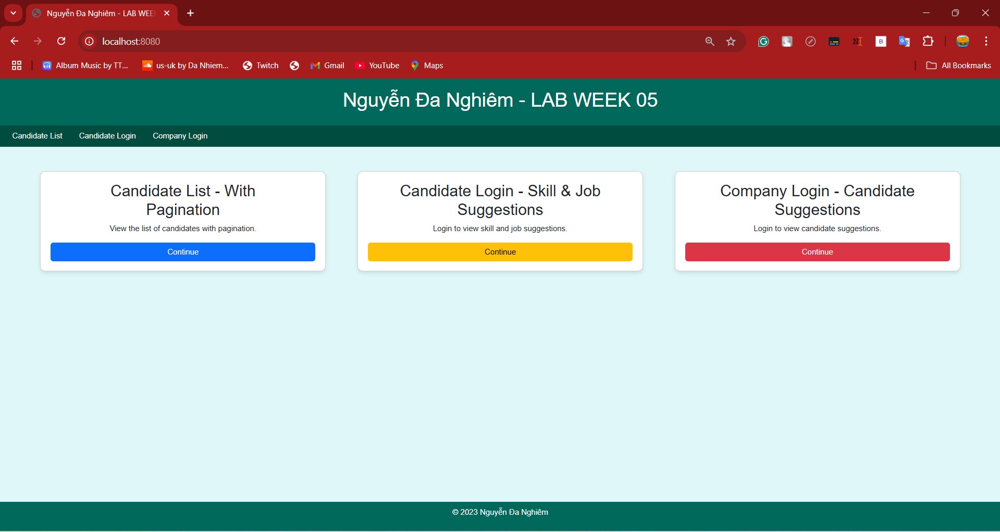 Nguyễn Đa Nghiêm - LAB WEE
localhost:8080
Album Music by TT...
us-uk by Da Nhiem...
Twitch
Gmail
YouTube
Maps
All Bookmarks
Nguyễn Đa Nghiêm - LAB WEEK 05
Candidate List
Candidate Login
Company Login
Candidate List - With
Pagination
View the list of candidates with pagination.
Continue
Candidate Login - Skill & Job
Suggestions
Login to view skill and job suggestions.
Continue
Company Login - Candidate
Suggestions
Login to view candidate suggestions.
Continue
© 2023 Nguyễn Đa Nghiêm